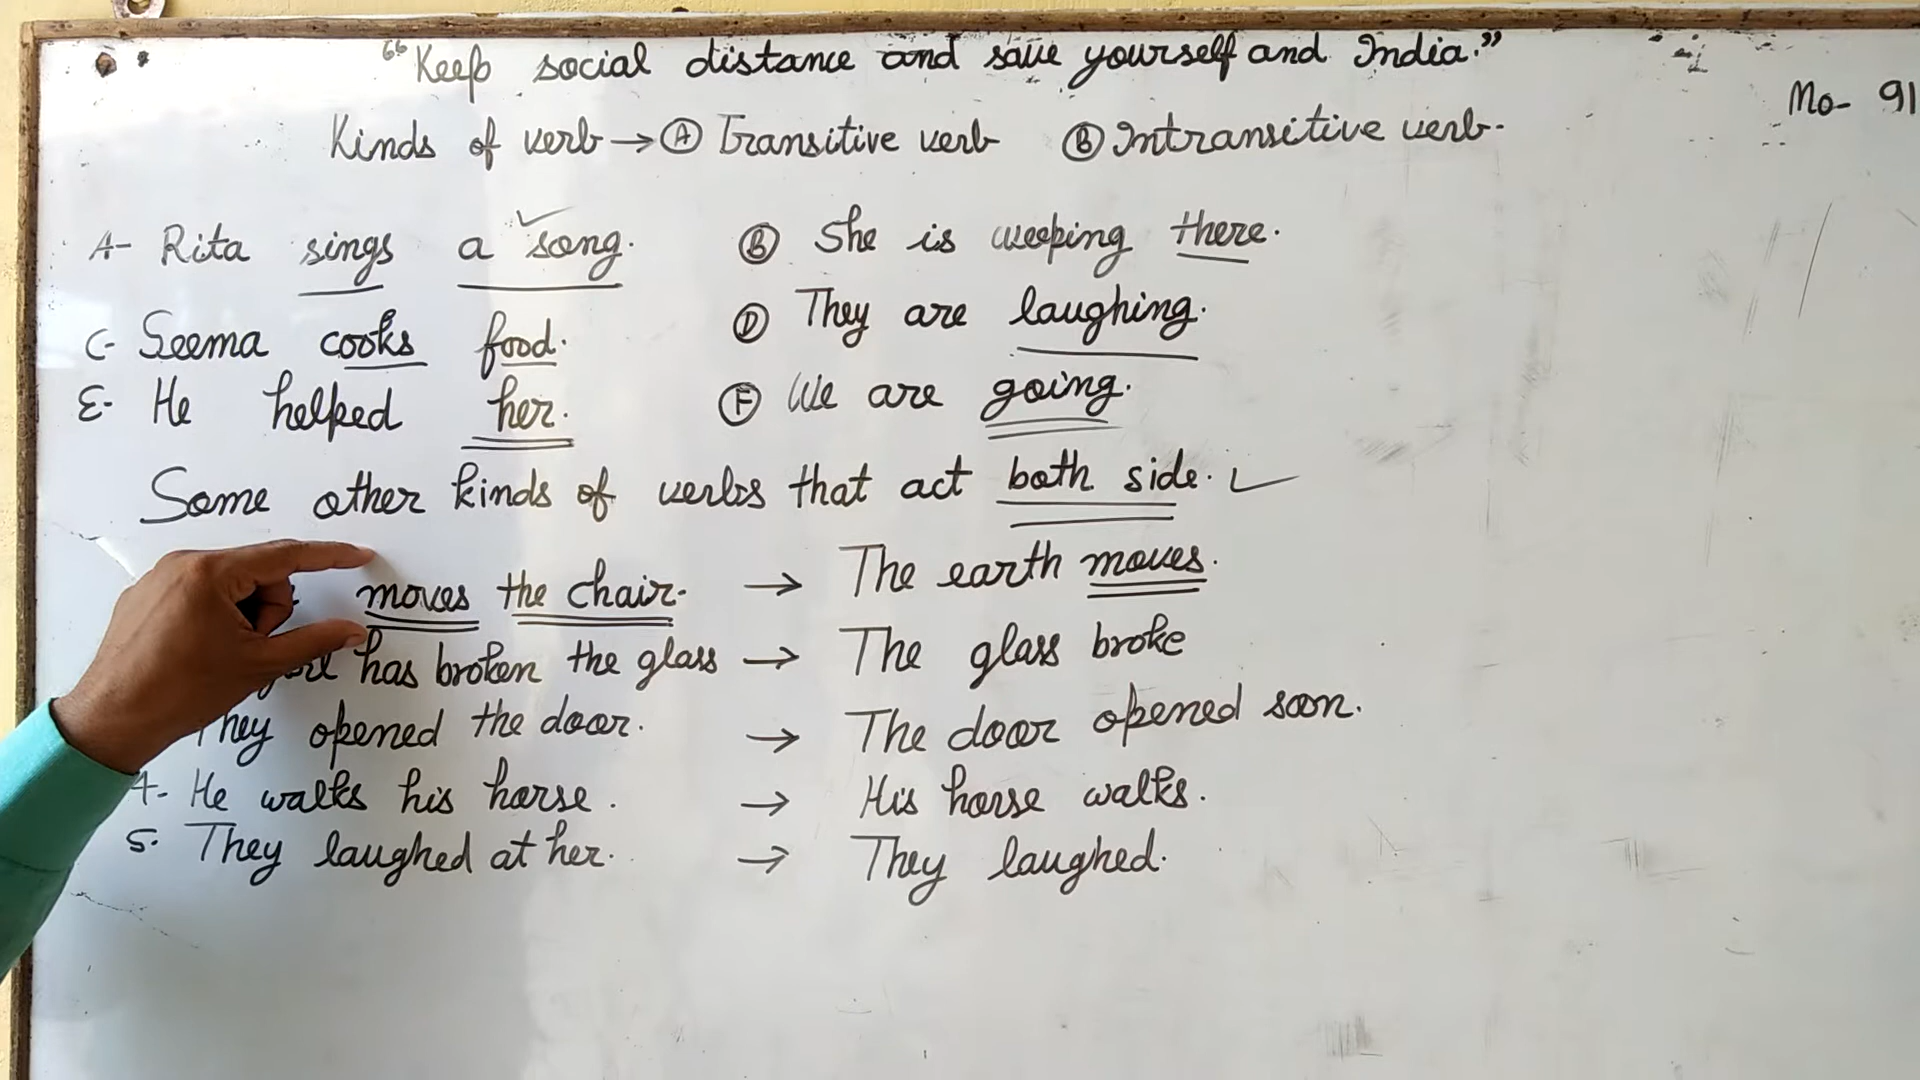 "Keep social distance and save yourself and India."
Mo- 91
Kinds of verb → Ⓐ Transitive verb Ⓑ Intransitive verb.
A- Rita sings a song. Ⓑ She is weeping there.
C- Seema cooks food. Ⓓ They are laughing.
E- He helped her. Ⓕ We are going.
Some other kinds of verbs that act both side.
moves the chair. → The earth moves.
has broken the glass → The glass broke
They opened the door. → The door opened soon.
4- He walks his horse. → His horse walks.
5. They laughed at her. → They laughed.